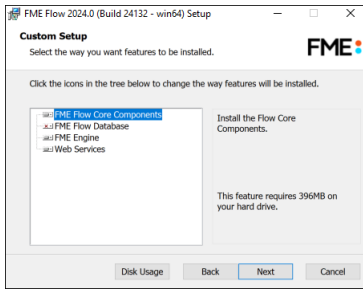 FME Flow 2024.0 (Build 24132 - win64) Setup
Custom Setup
Select the way you want features to be installed.
FME
Click the icons in the tree below to change the way features will be installed.
FME Flow Core Components
FME Flow Database
FME Engine
Web Services
Install the Flow Core
Components.
This feature requires 396MB on
your hard drive.
Disk Usage
Back
Next
Cancel